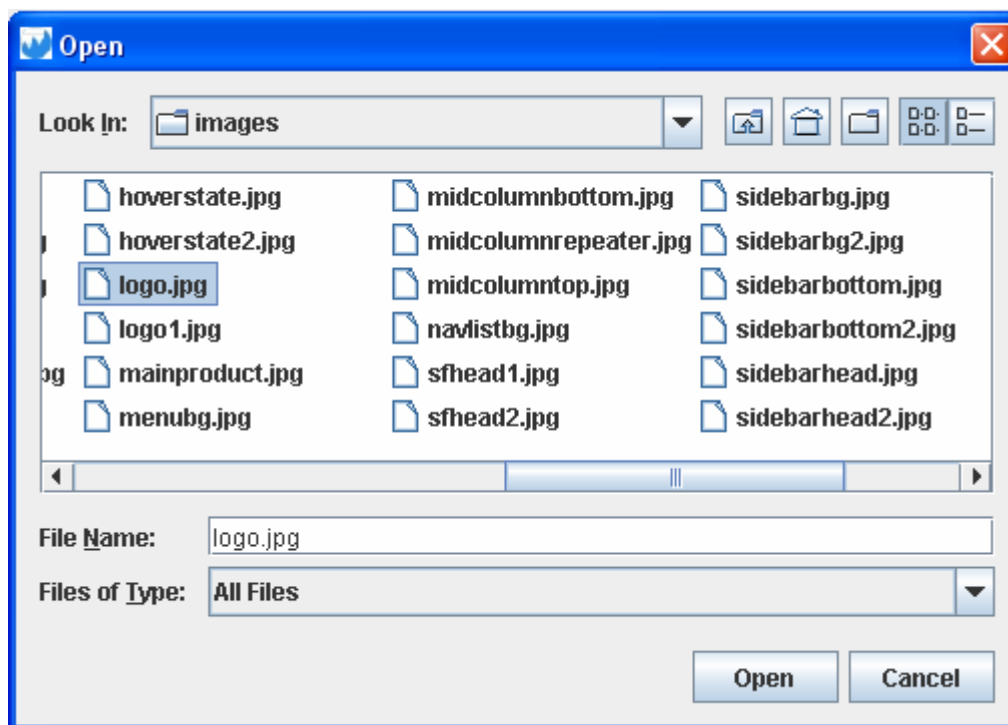 Open
Look In: images
hoverstate.jpg midcolumnbottom.jpg sidebarbg.jpg
hoverstate2.jpg midcolumnrepeater.jpg sidebarbg2.jpg
logo.jpg midcolumntop.jpg sidebarbottom.jpg
logo1.jpg navlistbg.jpg sidebarbottom2.jpg
mainproduct.jpg sfhead1.jpg sidebarhead.jpg
menubg.jpg sfhead2.jpg sidebarhead2.jpg
File Name: logo.jpg
Files of Type: All Files
Open Cancel